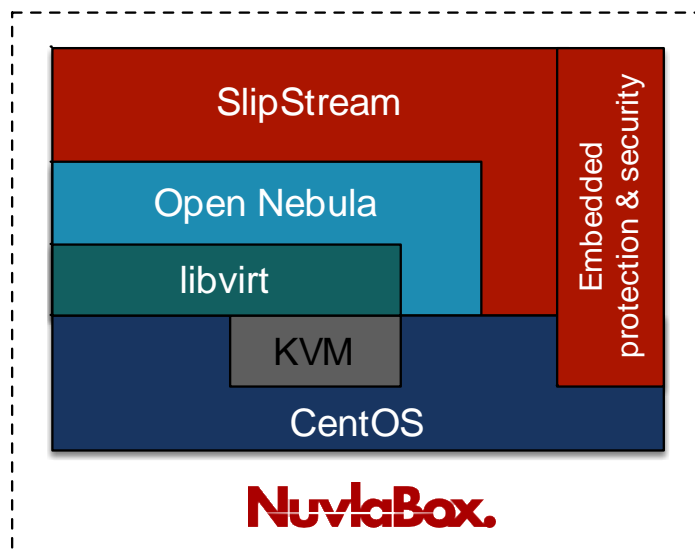 SlipStream
Open Nebula
libvirt
KVM
CentOS
Embedded
protection & security
NuvlaBox.